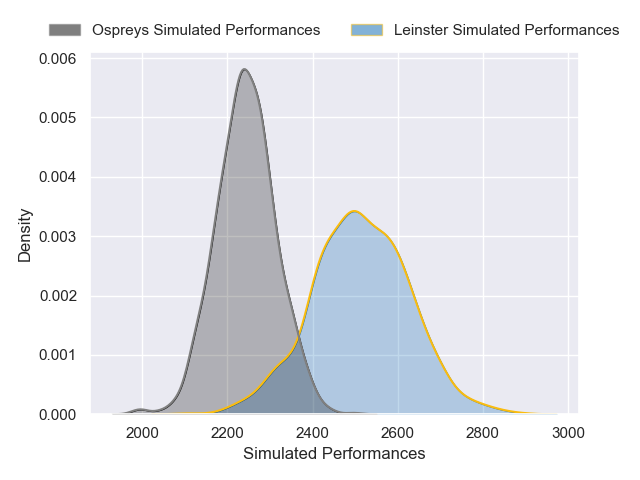 Ospreys Simulated Performances Leinster Simulated Performances
0.006
0.005
0.004
0.003
0.002
0.001
0.000
Density
2000 2200 2400 2600 2800 3000
Simulated Performances